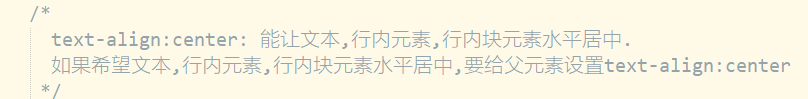 /*
text-align:center: 能让文本,行内元素,行内块元素水平居中.
如果希望文本,行内元素,行内块元素水平居中,要给父元素设置text-align:center
*/